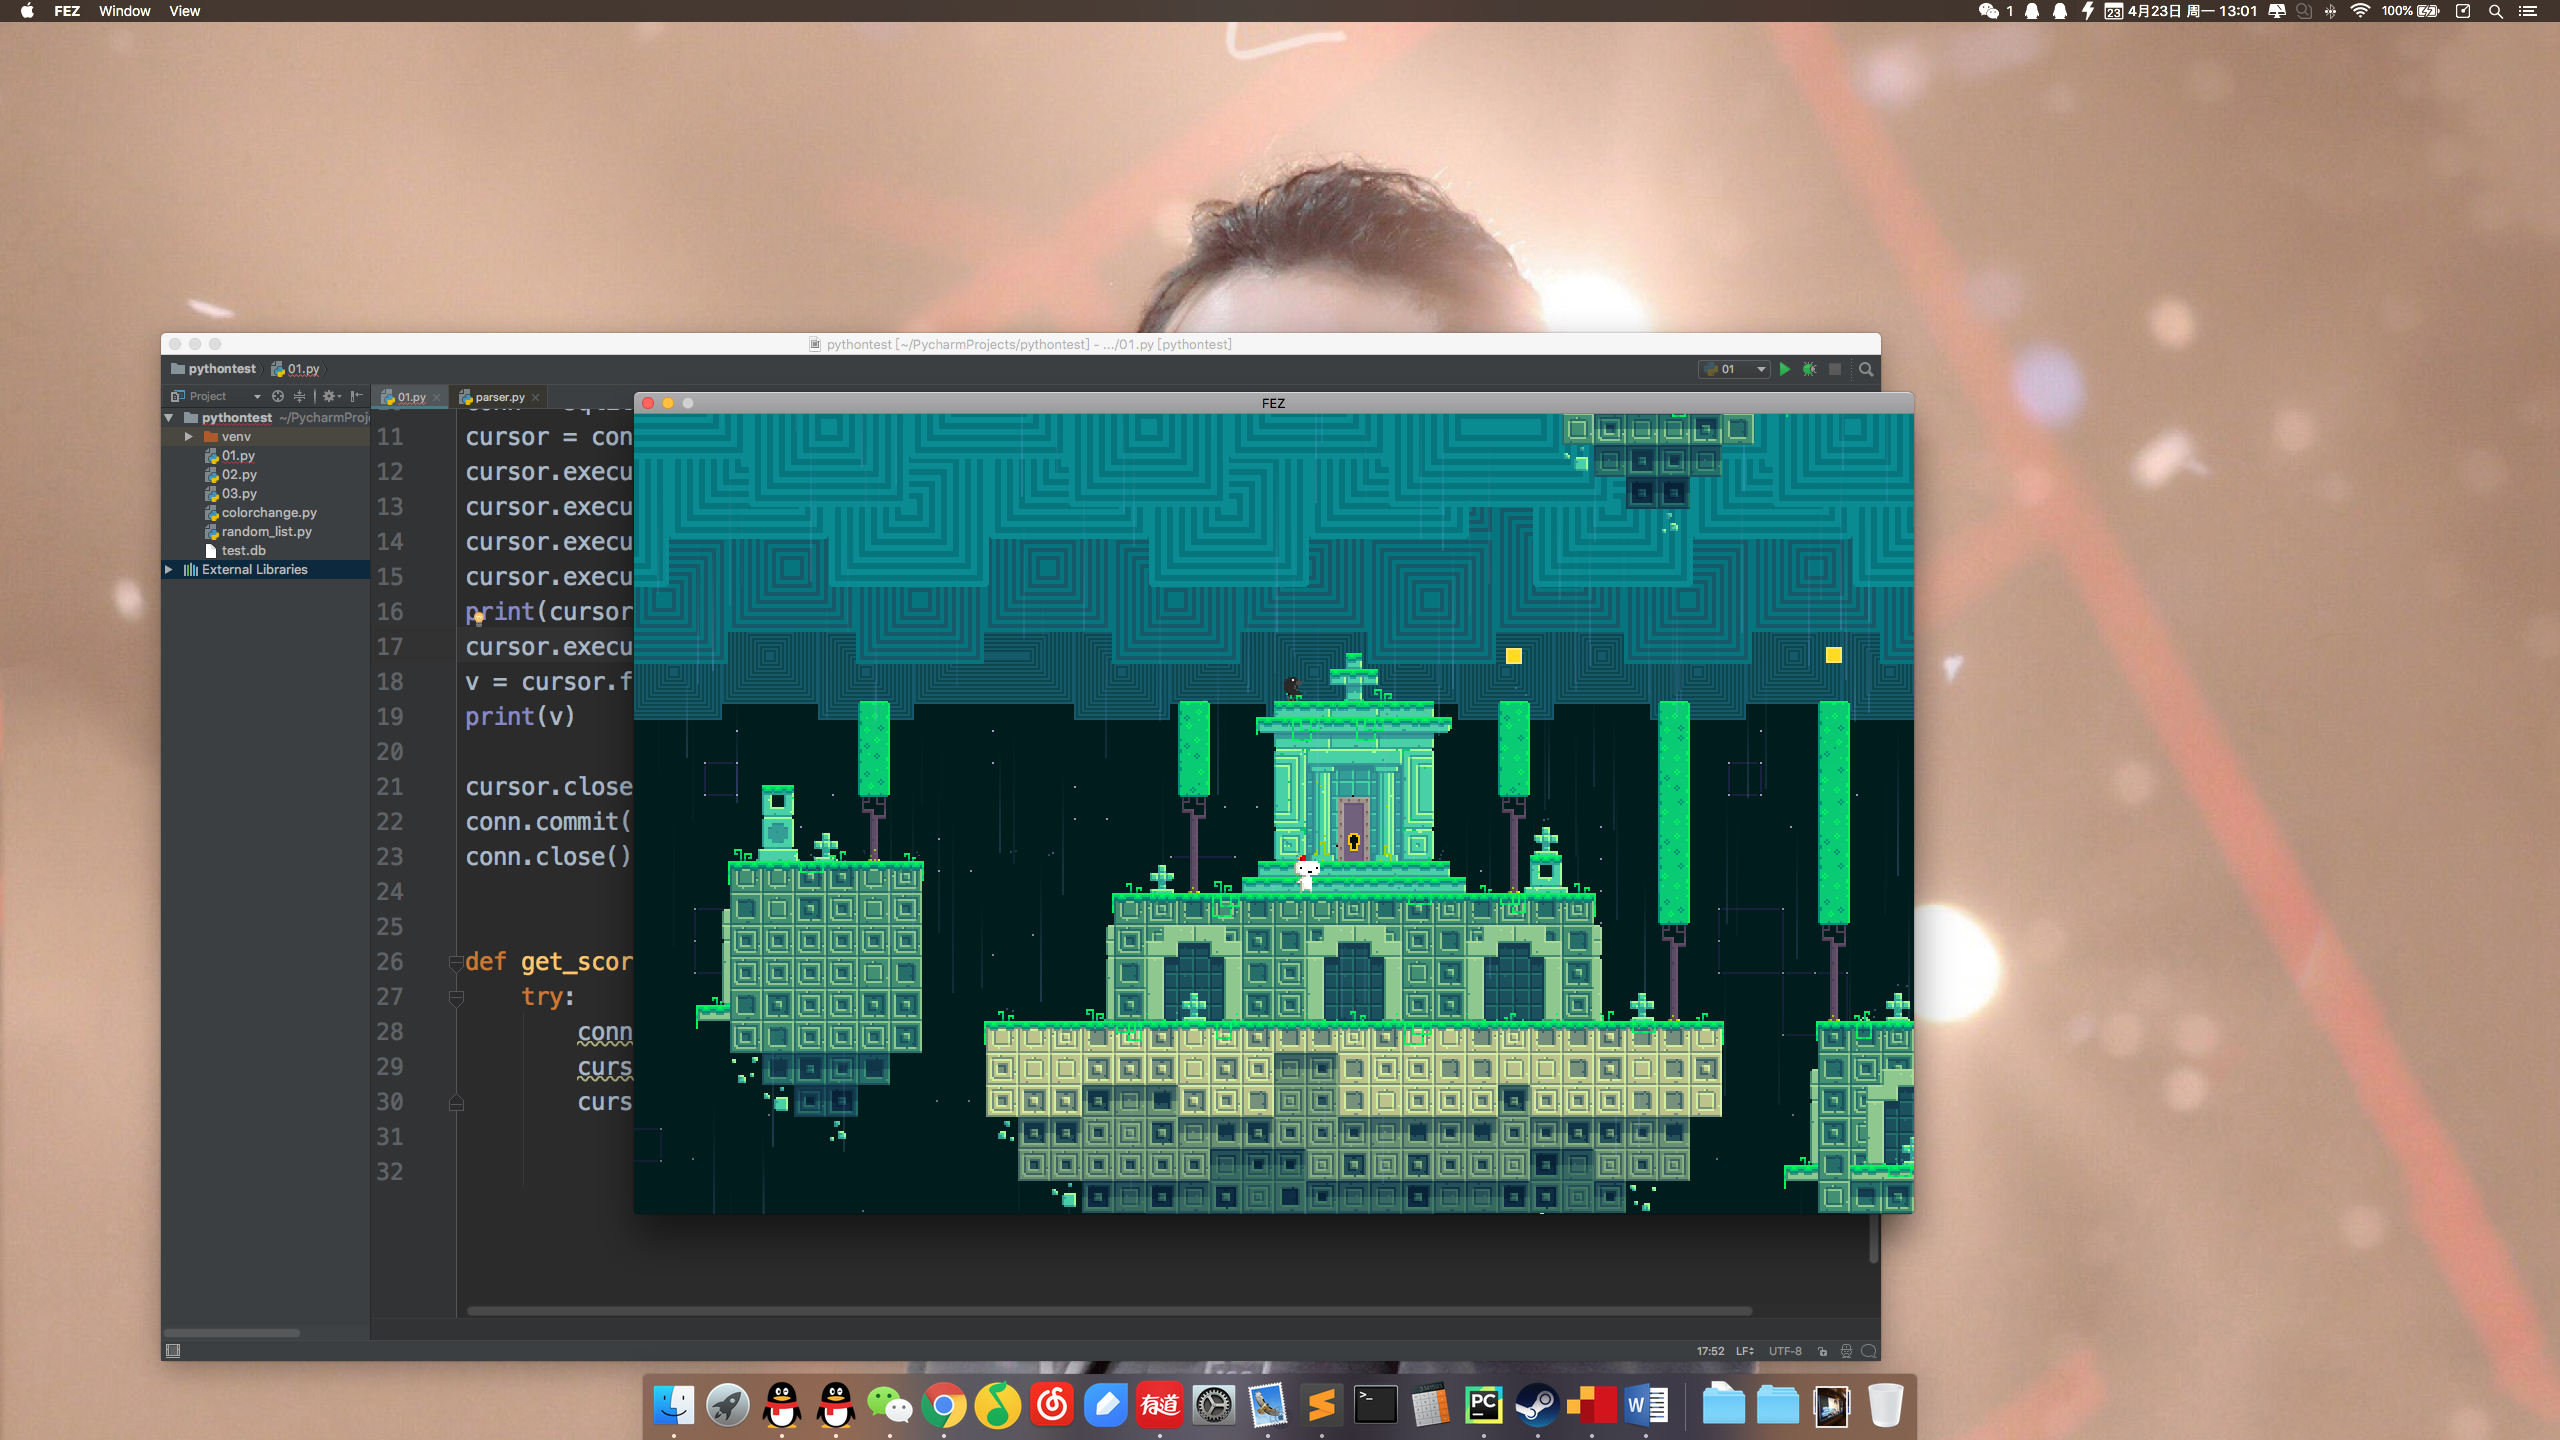 FEZ Window View
1 23 4月23日 周一 13:01 100%
pythontest [~/PycharmProjects/pythontest] - .../01.py [pythontest]
pythontest 01.py
01
Project
01.py
parser.py
FEZ
pythontest ~/PycharmProj
venv
01.py
02.py
03.py
colorchange.py
random_list.py
test.db
External Libraries
11 cursor = con
12 cursor.execu
13 cursor.execu
14 cursor.execu
15 cursor.execu
16 print(cursor
17 cursor.execu
18 v = cursor.f
19 print(v)
20
21 cursor.close
22 conn.commit(
23 conn.close()
24
25
26 def get_scor
27 try:
28 conn
29 curs
30 curs
31
32
17:52 LF UTF-8
有道
>_
PC
W